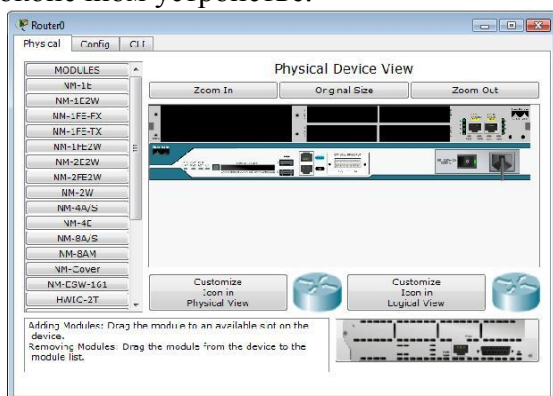 устройстве.
Router0
Physical Config CLI
Physical Device View
MODULES
Zoom In Original Size Zoom Out
NM-1E
NM-1E2W
NM-1FE-FX
NM-1FE-TX
NM-1FE2W
NM-2E2W
NM-2FE2W
NM-2W
NM-4A/S
NM-4E
NM-8A/S
NM-8AM
NM-Cover
NM-ESW-161
HWIC-2T
Customize
Icon in
Physical View
Customize
Icon in
Logical View
Adding Modules: Drag the module to an available slot on the
device.
Removing Modules: Drag the module from the device to the
module list.